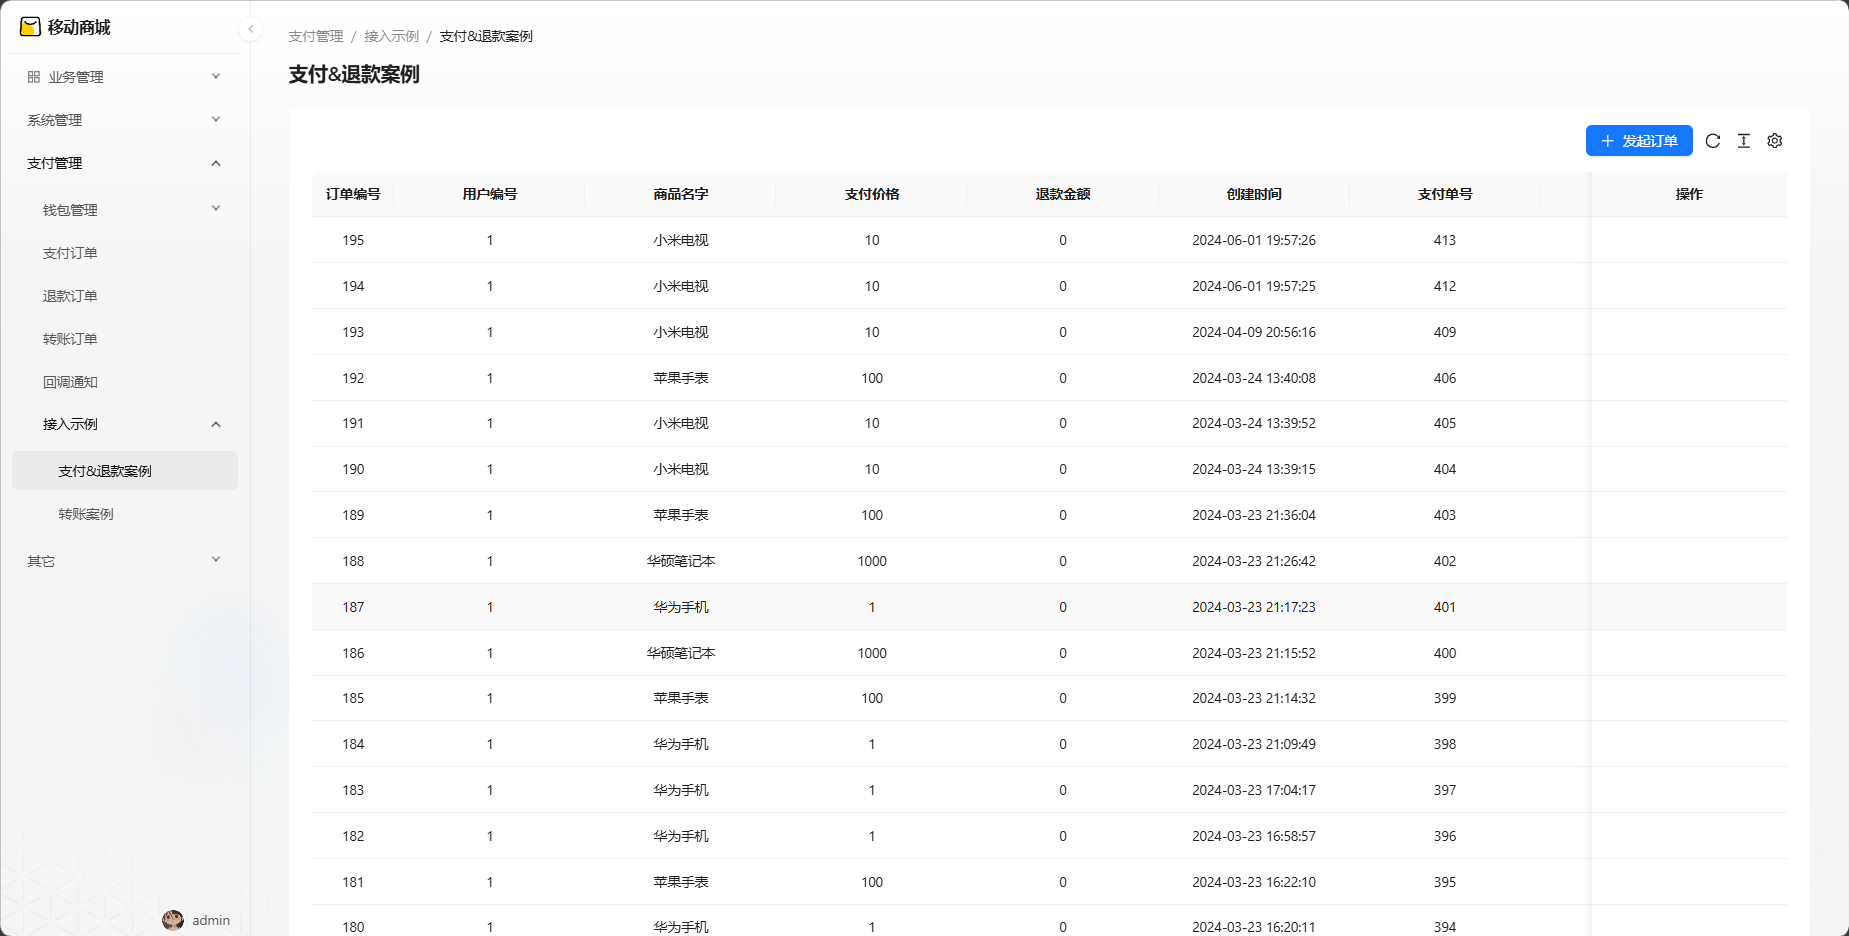 移动商城
业务管理
系统管理
支付管理
钱包管理
支付订单
退款订单
转账订单
回调通知
接入示例
支付&退款案例
转账案例
其它
admin
支付管理 / 接入示例 / 支付&退款案例
支付&退款案例
发起订单
订单编号 用户编号 商品名字 支付价格 退款金额 创建时间 支付单号 操作
195 1 小米电视 10 0 2024-06-01 19:57:26 413
194 1 小米电视 10 0 2024-06-01 19:57:25 412
193 1 小米电视 10 0 2024-04-09 20:56:16 409
192 1 苹果手表 100 0 2024-03-24 13:40:08 406
191 1 小米电视 10 0 2024-03-24 13:39:52 405
190 1 小米电视 10 0 2024-03-24 13:39:15 404
189 1 苹果手表 100 0 2024-03-23 21:36:04 403
188 1 华硕笔记本 1000 0 2024-03-23 21:26:42 402
187 1 华为手机 1 0 2024-03-23 21:17:23 401
186 1 华硕笔记本 1000 0 2024-03-23 21:15:52 400
185 1 苹果手表 100 0 2024-03-23 21:14:32 399
184 1 华为手机 1 0 2024-03-23 21:09:49 398
183 1 华为手机 1 0 2024-03-23 17:04:17 397
182 1 华为手机 1 0 2024-03-23 16:58:57 396
181 1 苹果手表 100 0 2024-03-23 16:22:10 395
180 1 华为手机 1 0 2024-03-23 16:20:11 394